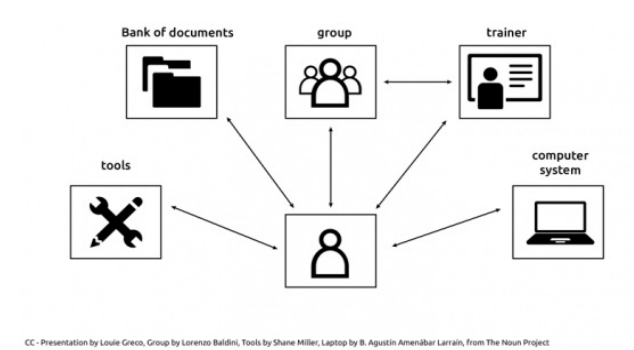 Bank of documents
group
trainer
tools
computer
system
CC - Presentation by Louie Greco, Group by Lorenzo Baldini, Tools by Shane Miller, Laptop by B. Agustín Amenábar Larraín, from The Noun Project